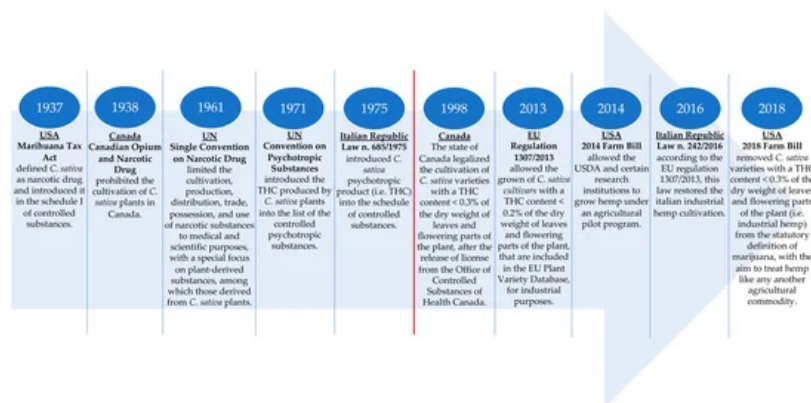 1937
USA
Marihuana Tax
Act
defined C. sativa
as narcotic drug
and introduced it
in the schedule I
of controlled
substances.
1938
Canada
Canadian Opium
and Narcotic
Drug
prohibited the
cultivation of C.
sativa plants in
Canada.
1961
UN
Single Convention
on Narcotic Drug
limited the
cultivation,
production,
distribution, trade,
possession, and use
of narcotic substances
to medical and
scientific purposes,
with a special focus
on plant-derived
substances, among
which those derived
from C. sativa plants.
1971
UN
Convention on
Psychotropic
Substances
introduced the
THC produced by
C. sativa plants
into the list of the
controlled
psychotropic
substances.
1975
Italian Republic
Law n. 685/1975
introduced C.
sativa
psychotropic
product (i.e. THC)
into the schedule
of controlled
substances.
1998
Canada
The state of
Canada legalized
the cultivation of
C. sativa varieties
with a THC
content < 0.3% of
the dry weight of
leaves and
flowering parts of
the plant, after the
release of license
from the Office of
Controlled
Substances of
Health Canada.
2013
EU
Regulation
1307/2013
allowed the
grown of C. sativa
cultivars with a
THC content <
0.2% of the dry
weight of leaves
and flowering
parts of the plant,
that are included
in the EU Plant
Variety Database,
for industrial
purposes.
2014
USA
2014 Farm Bill
allowed the
USDA and certain
research
institutions to
grow hemp under
an agricultural
pilot program.
2016
Italian Republic
Law n. 242/2016
according to the
EU regulation
1307/2013, this
law restored the
italian industrial
hemp cultivation.
2018
USA
2018 Farm Bill
removed C. sativa
varieties with a THC
content < 0.3% of the
dry weight of leaves
and flowering parts
of the plant (i.e.
industrial hemp)
from the statutory
definition of
marijuana, with the
aim to treat hemp
like any another
agricultural
commodity.